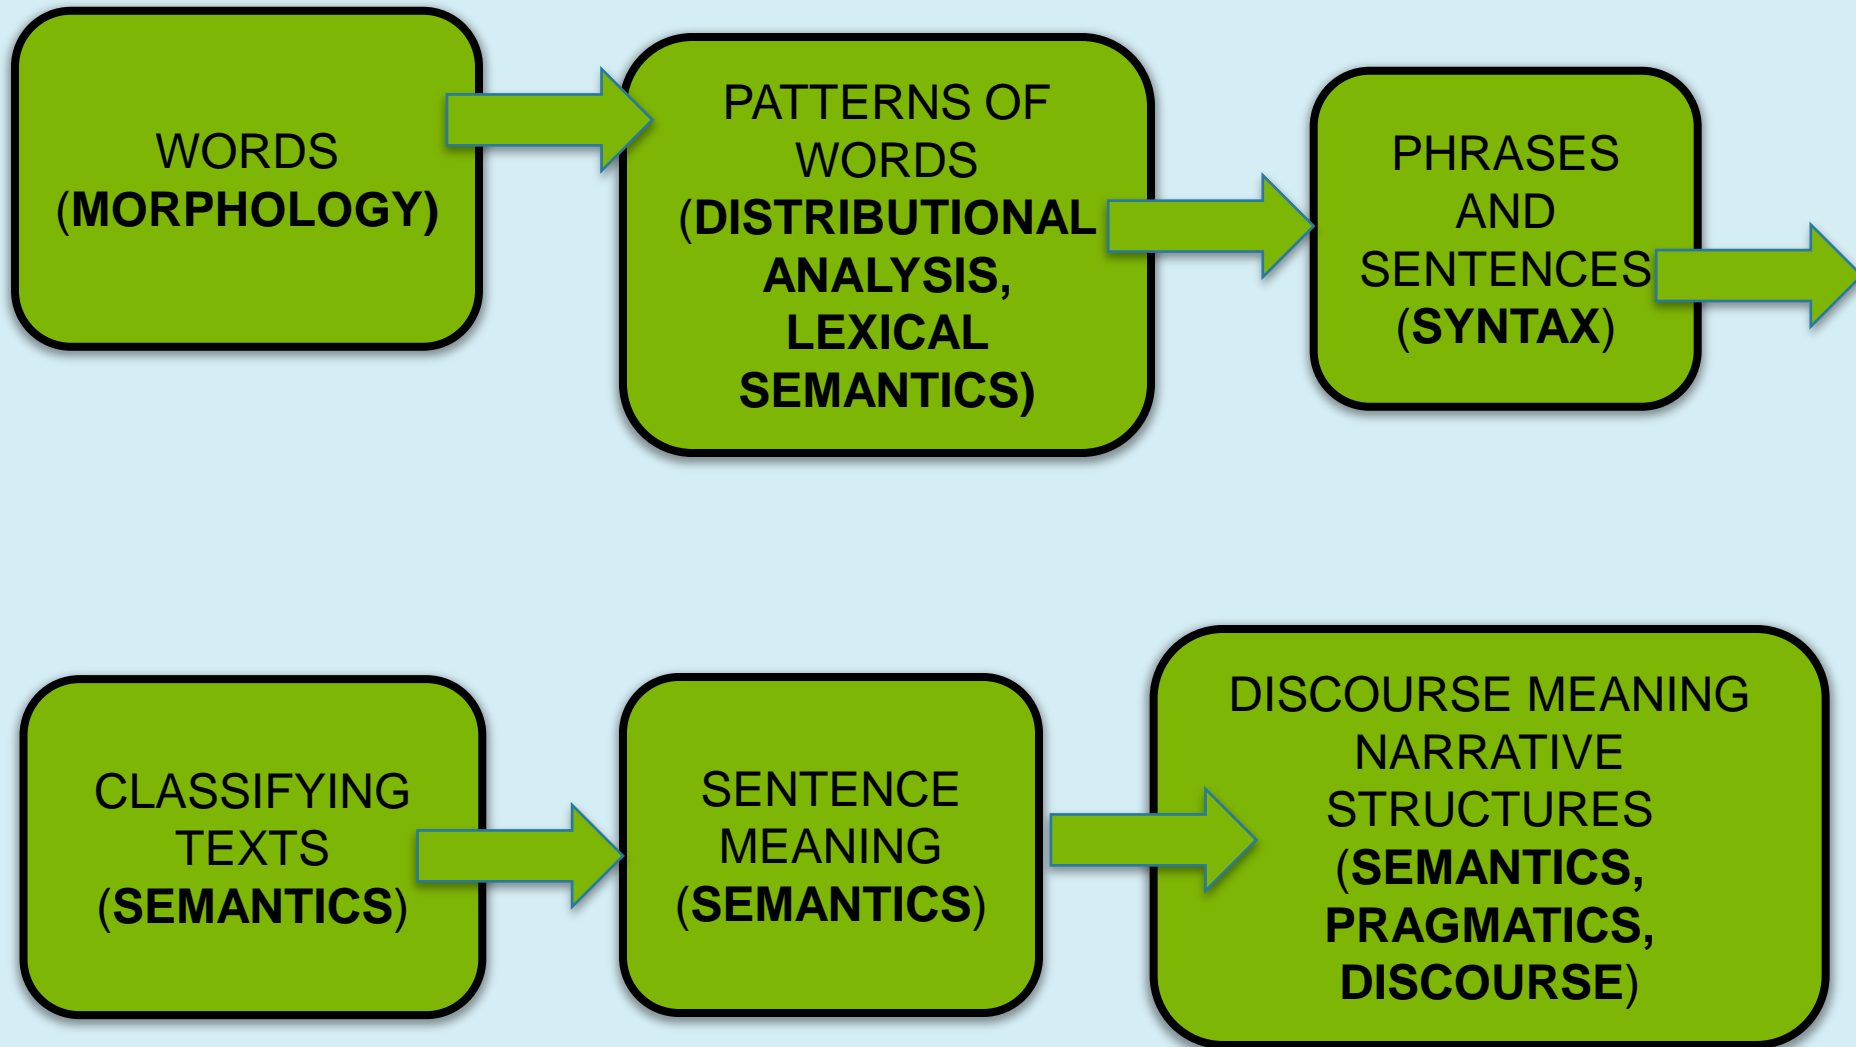 WORDS
(MORPHOLOGY)
PATTERNS OF
WORDS
(DISTRIBUTIONAL
ANALYSIS,
LEXICAL
SEMANTICS)
PHRASES
AND
SENTENCES
(SYNTAX)
CLASSIFYING
TEXTS
(SEMANTICS)
SENTENCE
MEANING
(SEMANTICS)
DISCOURSE MEANING
NARRATIVE
STRUCTURES
(SEMANTICS,
PRAGMATICS,
DISCOURSE)